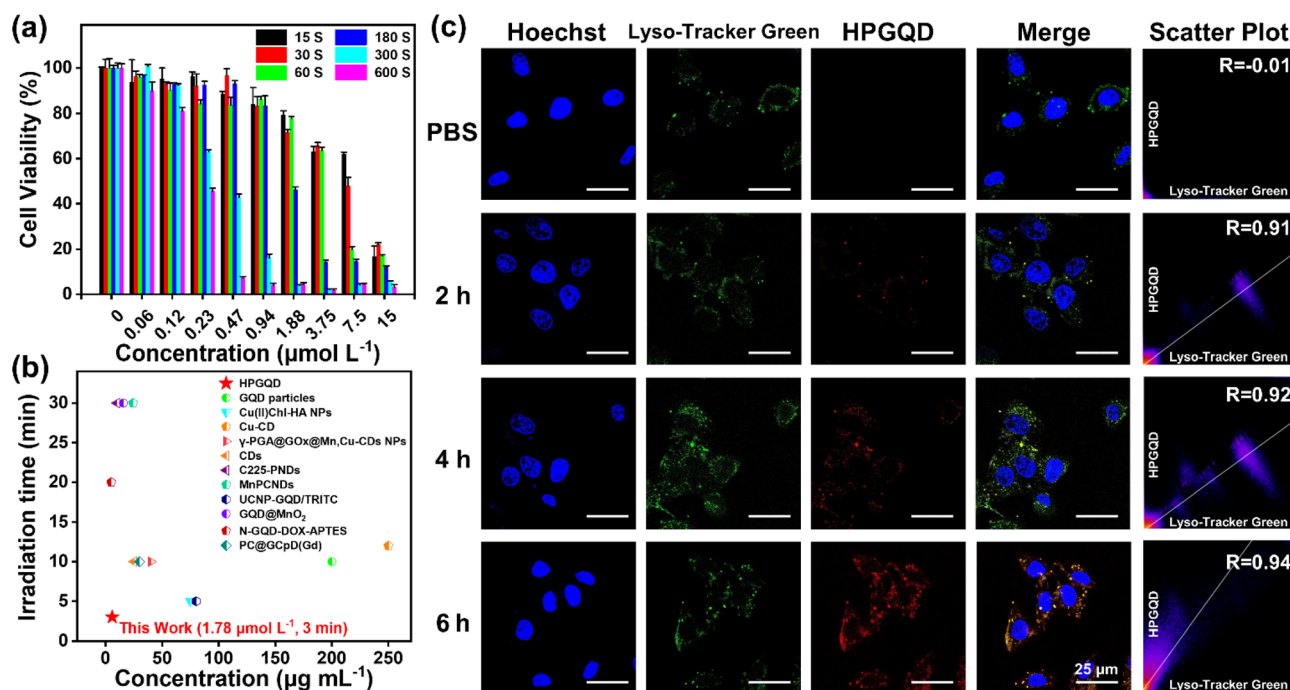 (a)
Cell Viability (%)
100
80
60
40
20
0
15 S
180 S
30 S
300 S
60 S
600 S
0
0.06
0.12
0.23
0.47
0.94
1.88
3.75
7.5
15
Concentration (μmol L⁻¹)
(b)
Irradiation time (min)
35
30
25
20
15
10
5
0
HPGQD
GQD particles
Cu(II)Chl-HA NPs
Cu-CD
γ-PGA@GOx@Mn,Cu-CDs NPs
CDs
C225-PNDs
MnPCNDs
UCNP-GQD/TRITC
GQD@MnO₂
N-GQD-DOX-APTES
PC@GCpD(Gd)
This Work (1.78 μmol L⁻¹, 3 min)
0
50
100
150
200
250
Concentration (μg mL⁻¹)
(c)
Hoechst
Lyso-Tracker Green
HPGQD
Merge
Scatter Plot
PBS
R=-0.01
HPGQD
Lyso-Tracker Green
2 h
R=0.91
HPGQD
Lyso-Tracker Green
4 h
R=0.92
HPGQD
Lyso-Tracker Green
6 h
25 μm
R=0.94
HPGQD
Lyso-Tracker Green